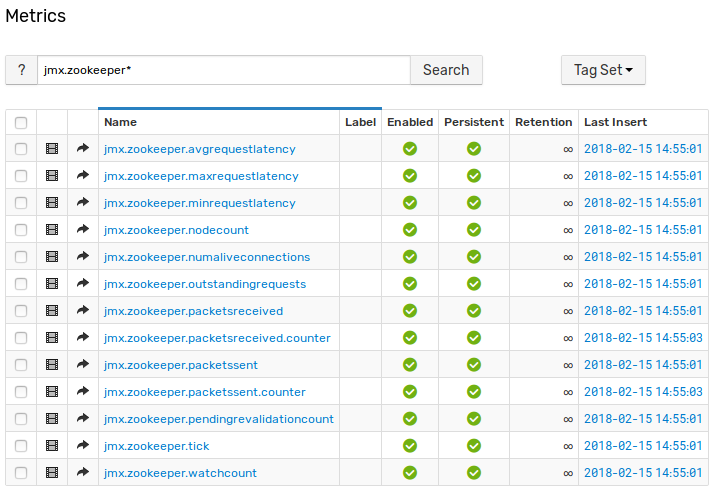 Metrics
? jmx.zookeeper* Search Tag Set
Name Label Enabled Persistent Retention Last Insert
jmx.zookeeper.avgrequestlatency ∞ 2018-02-15 14:55:01
jmx.zookeeper.maxrequestlatency ∞ 2018-02-15 14:55:01
jmx.zookeeper.minrequestlatency ∞ 2018-02-15 14:55:01
jmx.zookeeper.nodecount ∞ 2018-02-15 14:55:01
jmx.zookeeper.numaliveconnections ∞ 2018-02-15 14:55:01
jmx.zookeeper.outstandingrequests ∞ 2018-02-15 14:55:01
jmx.zookeeper.packetsreceived ∞ 2018-02-15 14:55:01
jmx.zookeeper.packetsreceived.counter ∞ 2018-02-15 14:55:03
jmx.zookeeper.packetssent ∞ 2018-02-15 14:55:01
jmx.zookeeper.packetssent.counter ∞ 2018-02-15 14:55:03
jmx.zookeeper.pendingrevalidationcount ∞ 2018-02-15 14:55:01
jmx.zookeeper.tick ∞ 2018-02-15 14:55:01
jmx.zookeeper.watchcount ∞ 2018-02-15 14:55:01